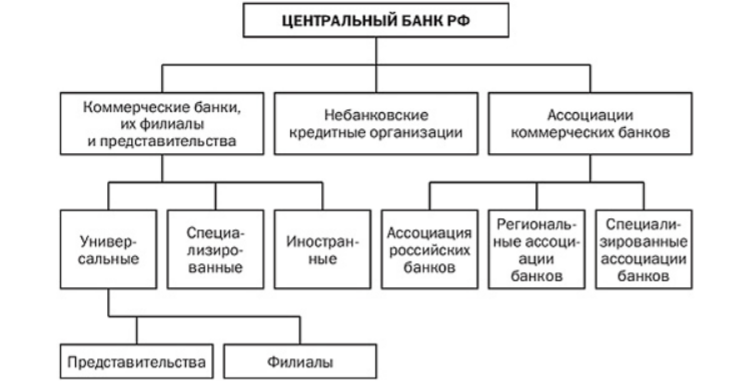 ЦЕНТРАЛЬНЫЙ БАНК РФ
Коммерческие банки,
их филиалы
и представительства
Небанковские
кредитные организации
Ассоциации
коммерческих банков
Универ-
сальные
Специа-
лизиро-
ванные
Иностран-
ные
Ассоциация
российских
банков
Региональ-
ные ассоци-
ации
банков
Специали-
зированные
ассоциации
банков
Представительства
Филиалы